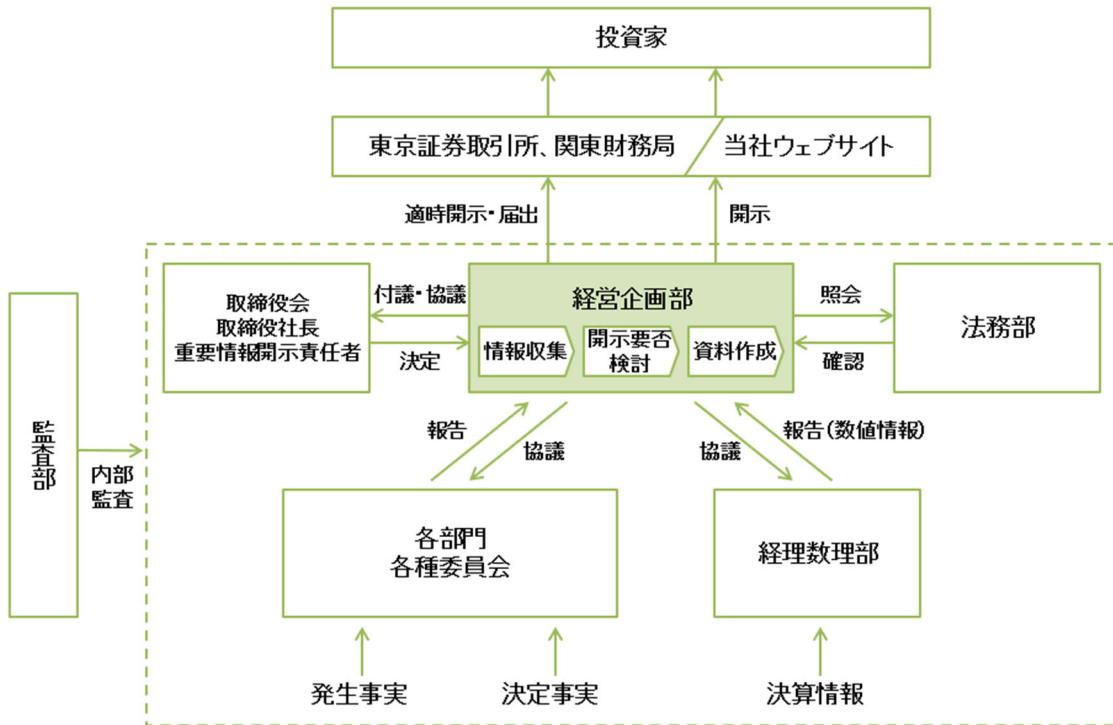 投資家
東京証券取引所、関東財務局
当社ウェブサイト
適時開示・届出
開示
取締役会
取締役社長
重要情報開示責任者
付議・協議
決定
経営企画部
情報収集
開示要否
検討
資料作成
照会
確認
法務部
監査部
内部
監査
報告
協議
協議
報告(数値情報)
各部門
各種委員会
経理数理部
発生事実
決定事実
決算情報